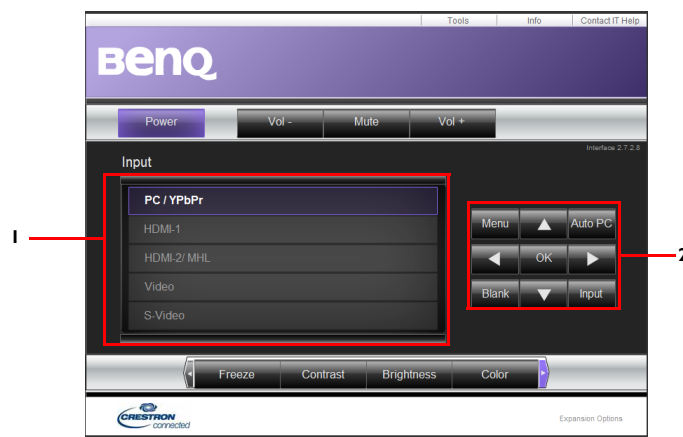 Tools Info Contact IT Help
BenQ
Power Vol - Mute Vol +
Interface 2.7.2.8
Input
PC / YPbPr
HDMI-1
HDMI-2/ MHL
Video
S-Video
Menu Auto PC
OK
Blank Input
1
2
Freeze Contrast Brightness Color
CRESTRON
connected
Expansion Options